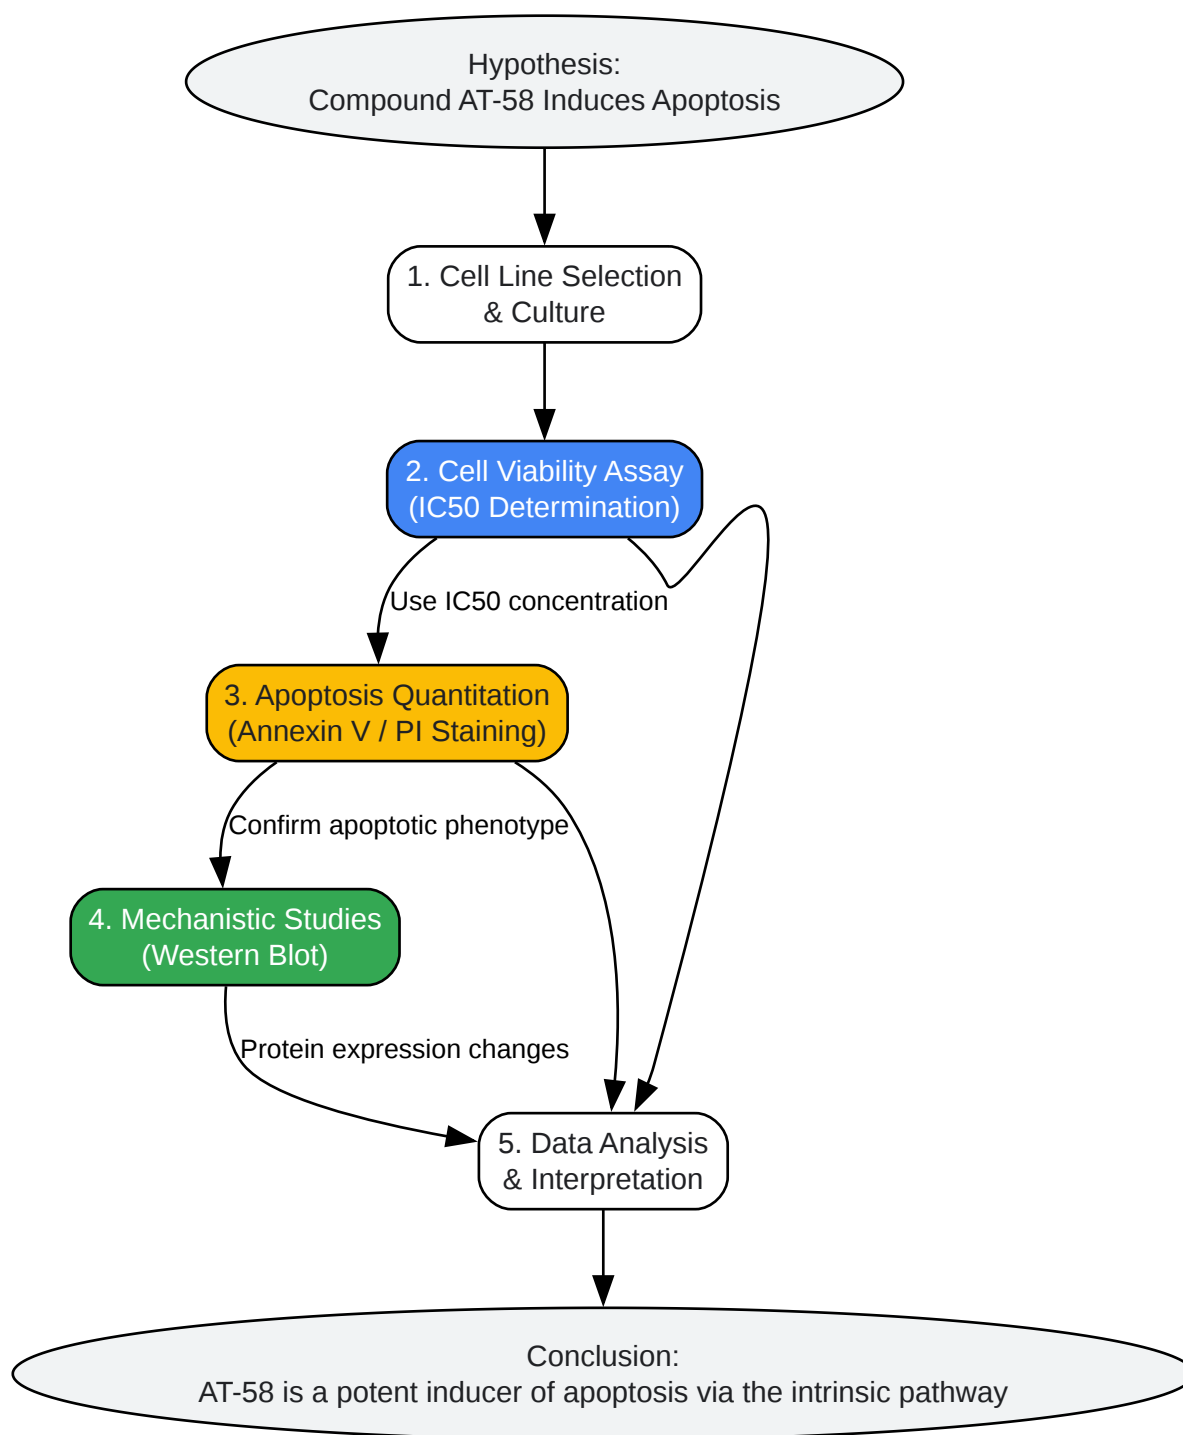 Hypothesis:
Compound AT-58 Induces Apoptosis
1. Cell Line Selection
& Culture
2. Cell Viability Assay
(IC50 Determination)
Use IC50 concentration
3. Apoptosis Quantitation
(Annexin V / PI Staining)
Confirm apoptotic phenotype
4. Mechanistic Studies
(Western Blot)
Protein expression changes
5. Data Analysis
& Interpretation
Conclusion:
AT-58 is a potent inducer of apoptosis via the intrinsic pathway